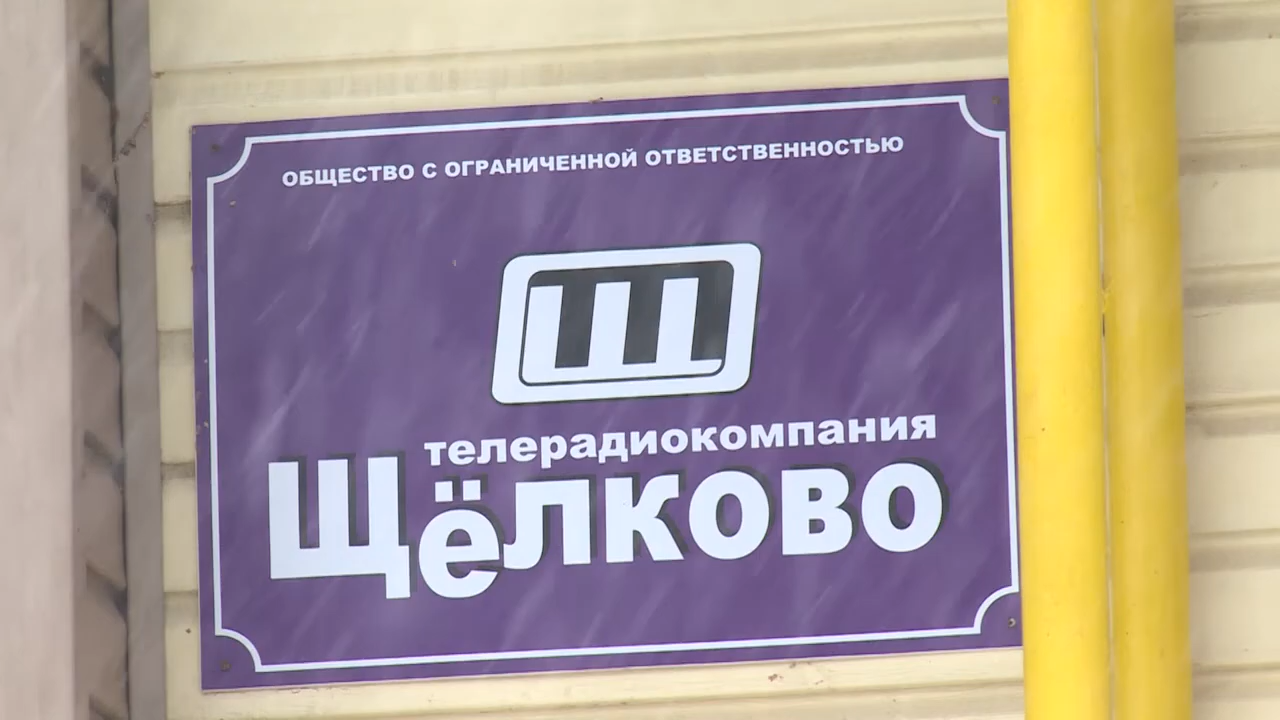 ОБЩЕСТВО С ОГРАНИЧЕННОЙ ОТВЕТСТВЕННОСТЬЮ
Щ
телерадиокомпания
Щёлково